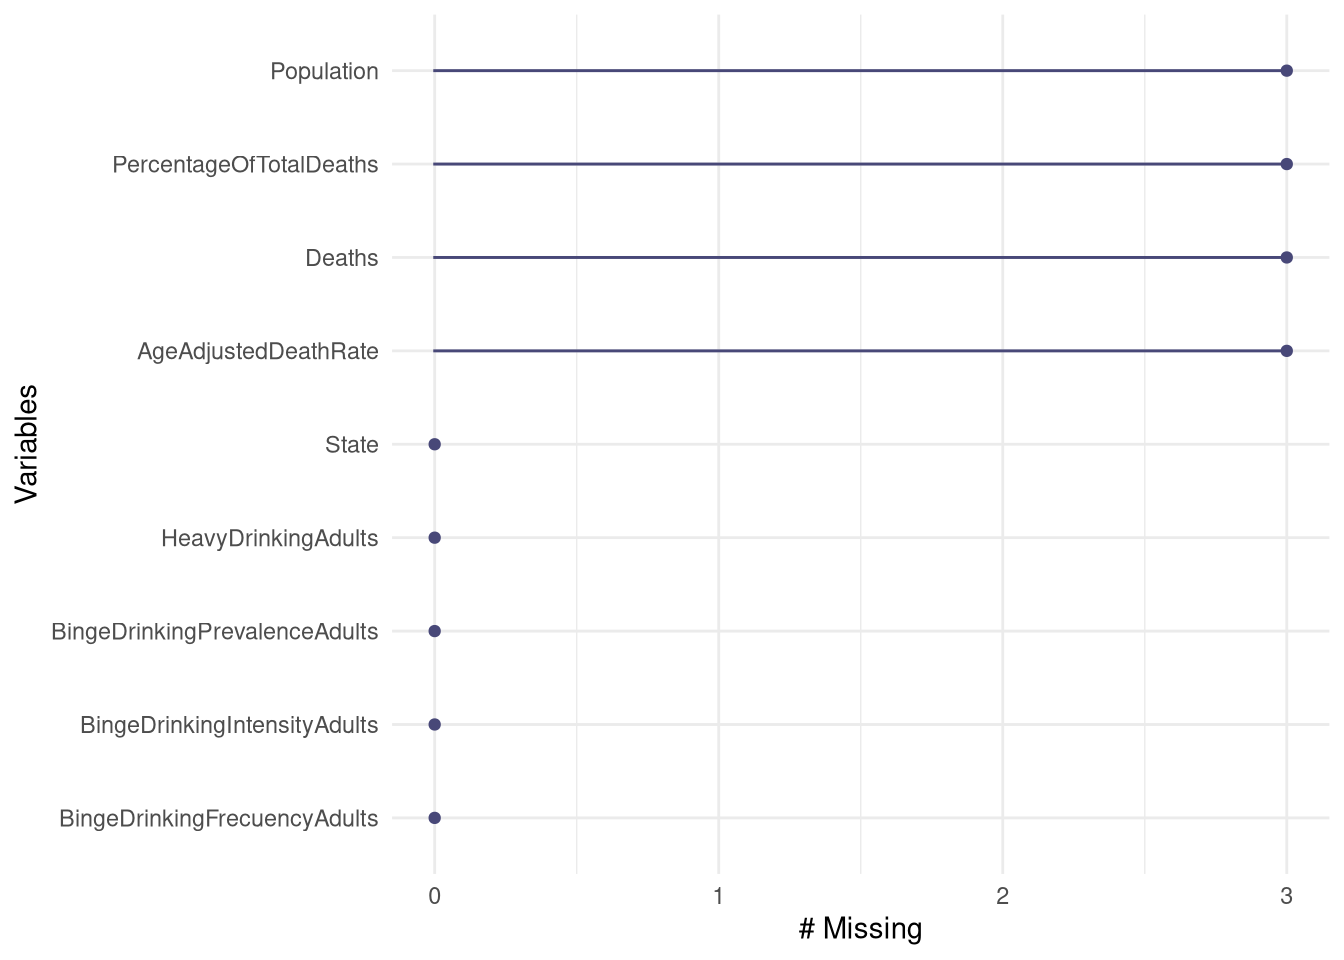 Population
PercentageOfTotalDeaths
Deaths
AgeAdjustedDeathRate
State
HeavyDrinkingAdults
BingeDrinkingPrevalenceAdults
BingeDrinkingIntensityAdults
BingeDrinkingFrecuencyAdults
Variables
0 1 2 3
# Missing